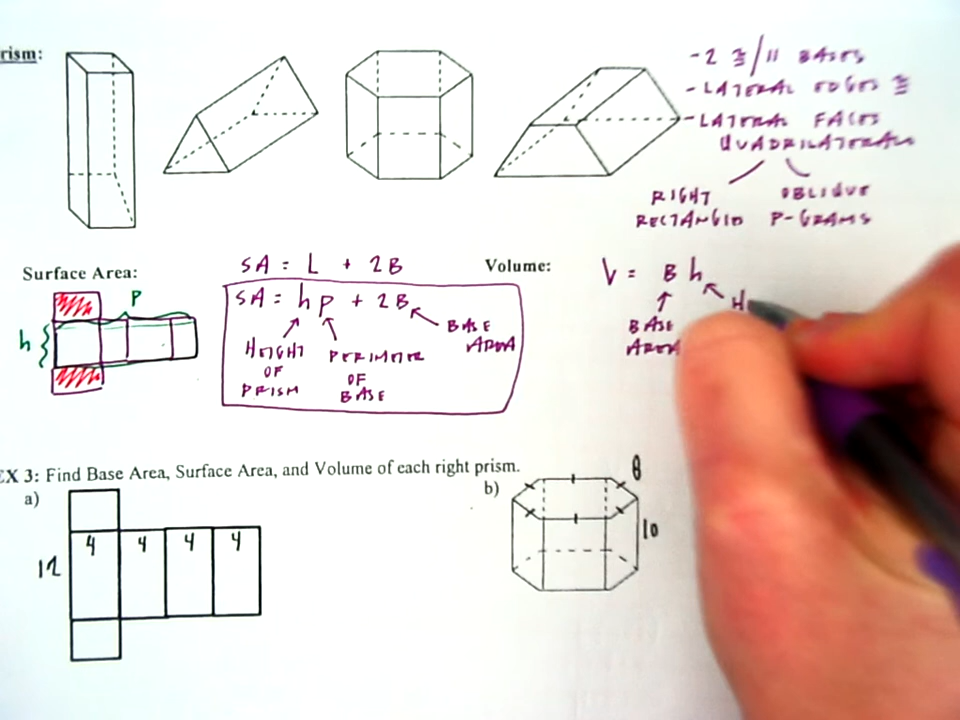 rism:
- 2 ≅ / || BASES
- LATERAL EDGES ≅
- LATERAL FACES
QUADRILATERALS
RIGHT
RECTANGLES
OBLIQUE
P-GRAMS
Surface Area:
SA = L + 2B
SA = h P + 2B
HEIGHT
OF
PRISM
PERIMETER
OF
BASE
BASE
AREA
h
P
Volume:
V = B h
BASE
AREA
H
EX 3: Find Base Area, Surface Area, and Volume of each right prism.
a)
12
4 4 4 4
b)
8
10